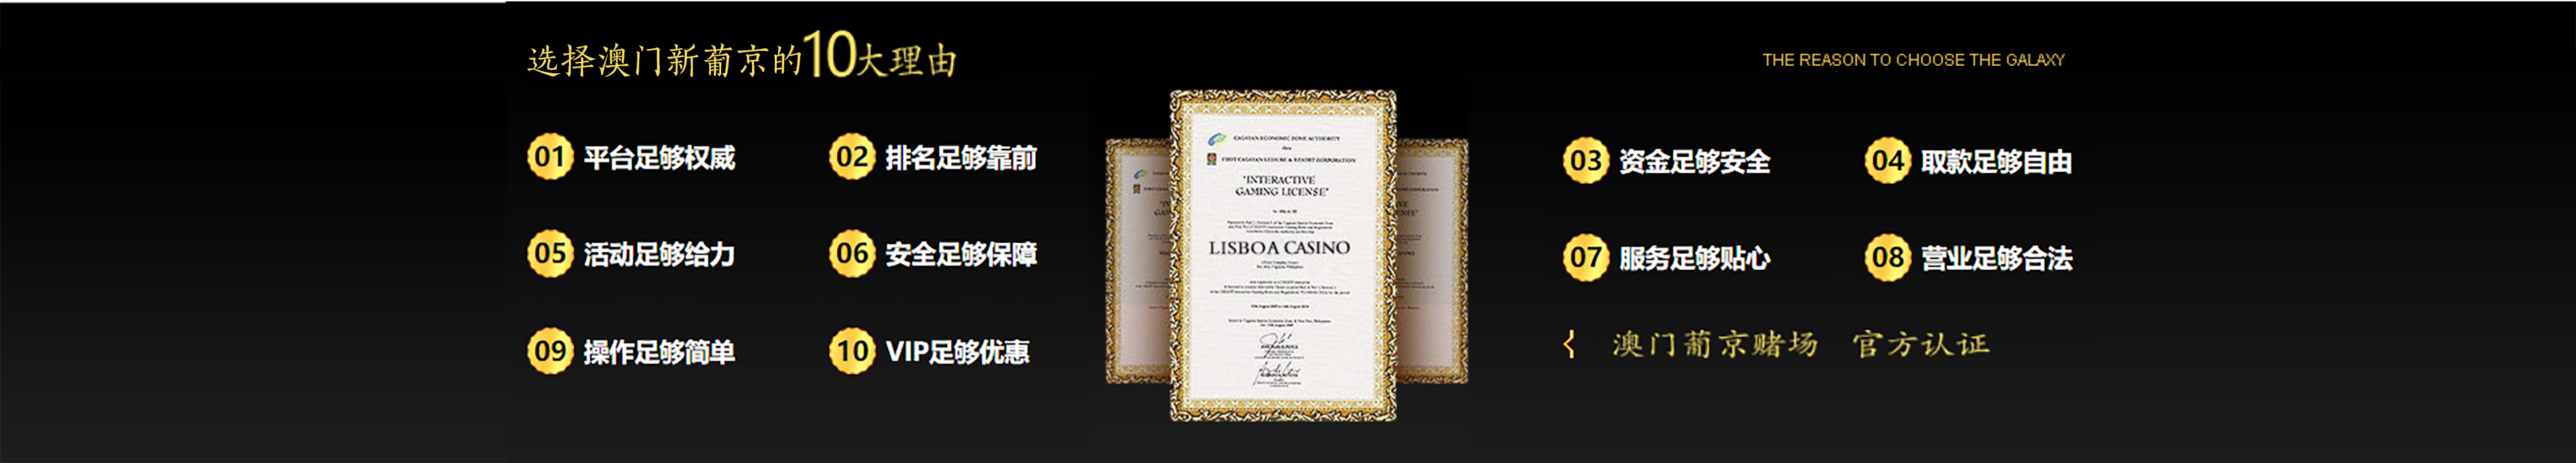 选择澳门新葡京的10大理由
THE REASON TO CHOOSE THE GALAXY
01 平台足够权威
02 排名足够靠前
03 资金足够安全
04 取款足够自由
05 活动足够给力
06 安全足够保障
07 服务足够贴心
08 营业足够合法
09 操作足够简单
10 VIP足够优惠
澳门葡京赌场 官方认证
CAGAYAN ECONOMIC ZONE AUTHORITY
FIRST CAGAYAN LEISURE & RESORT CORPORATION
"INTERACTIVE
GAMING LICENSE"
LISBOA CASINO